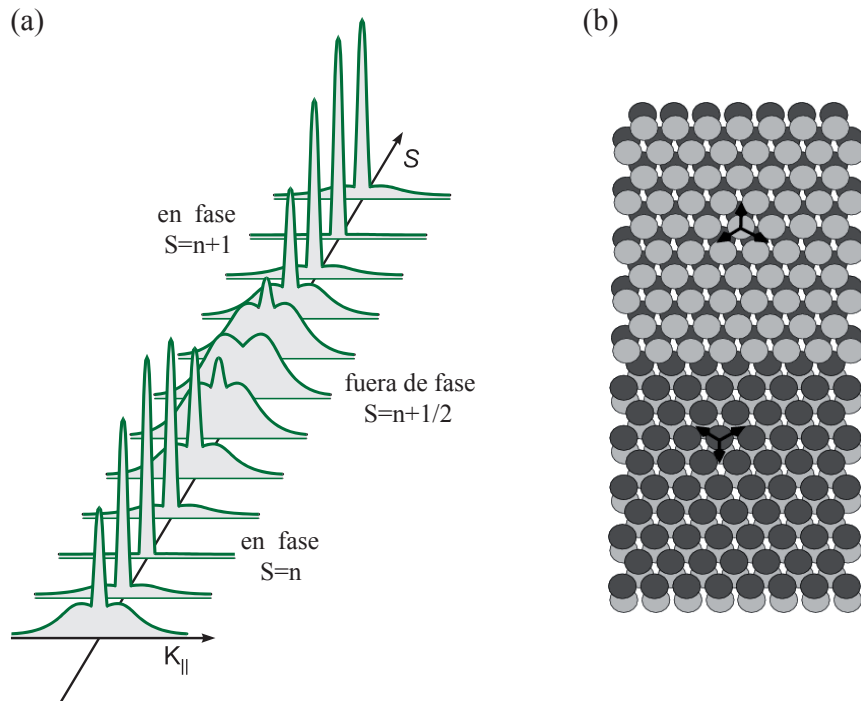 (a)
(b)
S
en fase
S=n+1
fuera de fase
S=n+1/2
en fase
S=n
K||